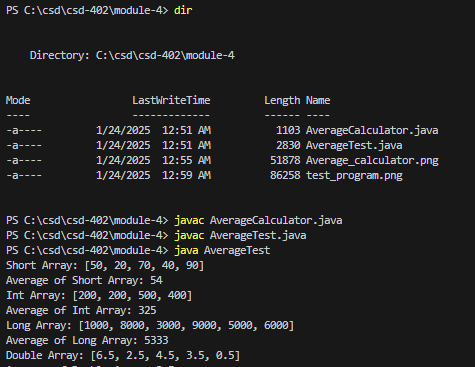 PS C:\csd\csd-402\module-4> dir
Directory: C:\csd\csd-402\module-4
Mode LastWriteTime Length Name
---- ------------- ------ ----
-a---- 1/24/2025 12:51 AM 1103 AverageCalculator.java
-a---- 1/24/2025 12:51 AM 2830 AverageTest.java
-a---- 1/24/2025 12:55 AM 51878 Average_calculator.png
-a---- 1/24/2025 12:59 AM 86258 test_program.png
PS C:\csd\csd-402\module-4> javac AverageCalculator.java
PS C:\csd\csd-402\module-4> javac AverageTest.java
PS C:\csd\csd-402\module-4> java AverageTest
Short Array: [50, 20, 70, 40, 90]
Average of Short Array: 54
Int Array: [200, 200, 500, 400]
Average of Int Array: 325
Long Array: [1000, 8000, 3000, 9000, 5000, 6000]
Average of Long Array: 5333
Double Array: [6.5, 2.5, 4.5, 3.5, 0.5]